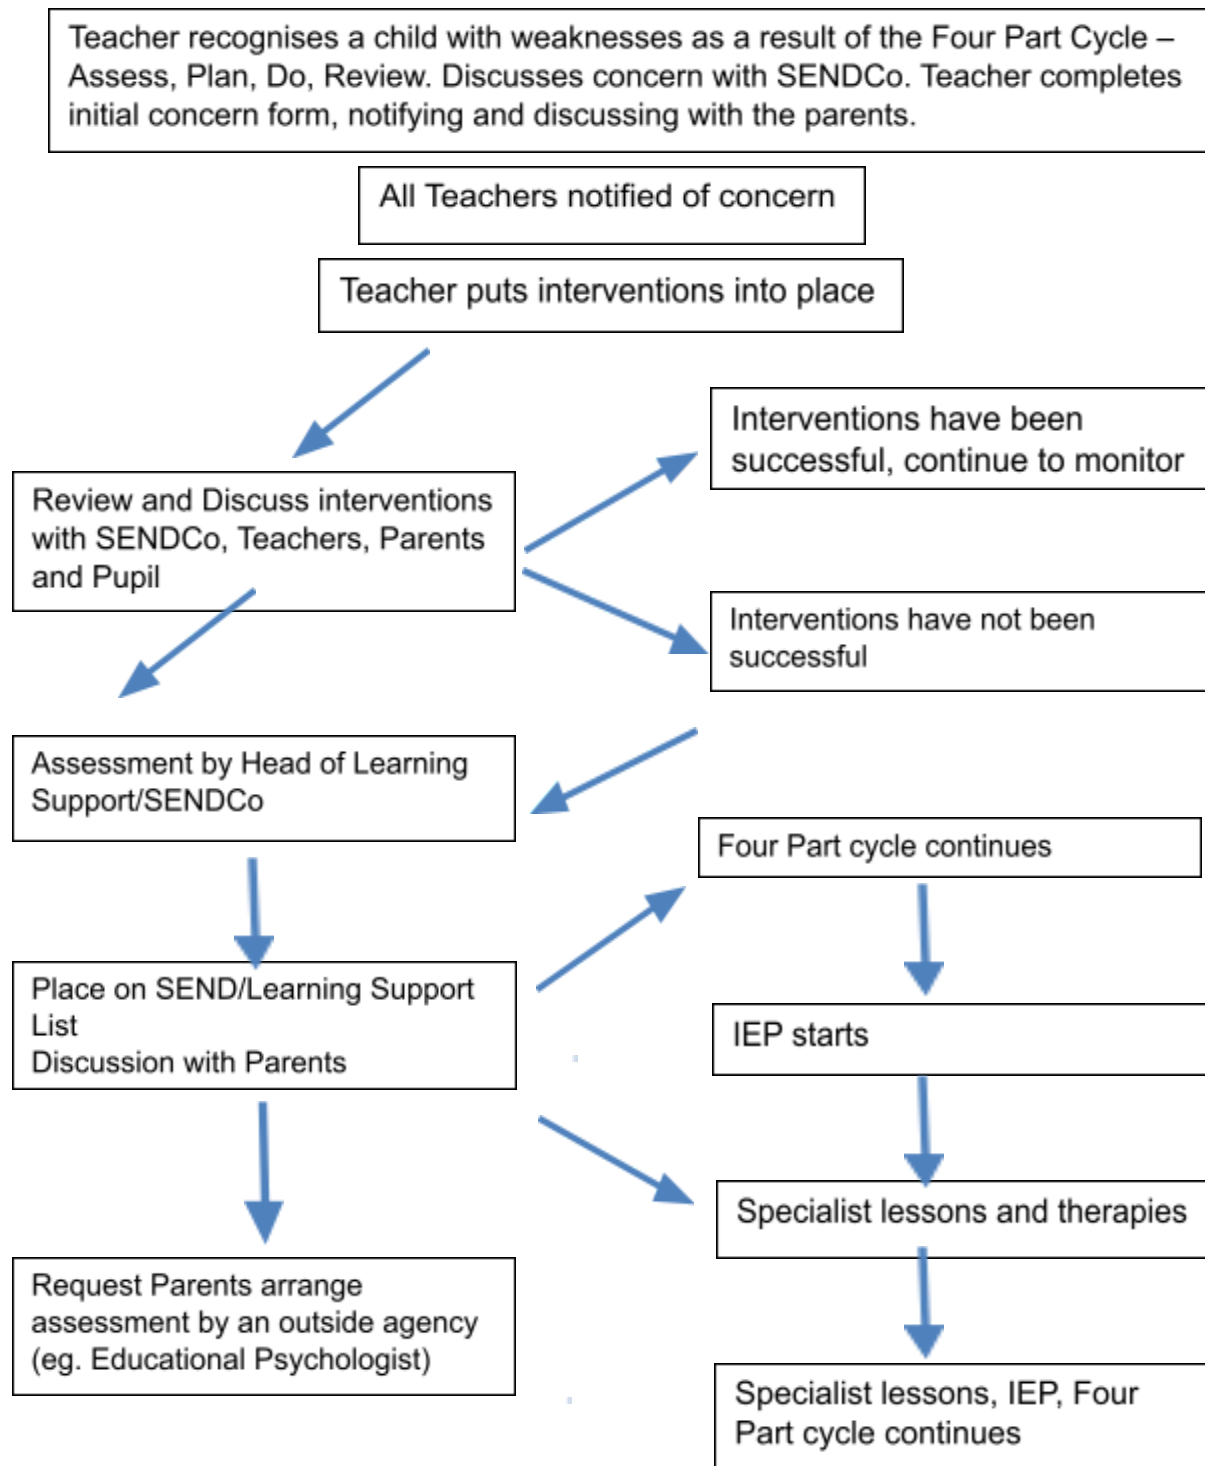 Teacher recognises a child with weaknesses as a result of the Four Part Cycle –
Assess, Plan, Do, Review. Discusses concern with SENDCo. Teacher completes
initial concern form, notifying and discussing with the parents.
All Teachers notified of concern
Teacher puts interventions into place
Interventions have been
successful, continue to monitor
Review and Discuss interventions
with SENDCo, Teachers, Parents
and Pupil
Interventions have not been
successful
Assessment by Head of Learning
Support/SENDCo
Four Part cycle continues
Place on SEND/Learning Support
List
Discussion with Parents
IEP starts
Specialist lessons and therapies
Request Parents arrange
assessment by an outside agency
(eg. Educational Psychologist)
Specialist lessons, IEP, Four
Part cycle continues